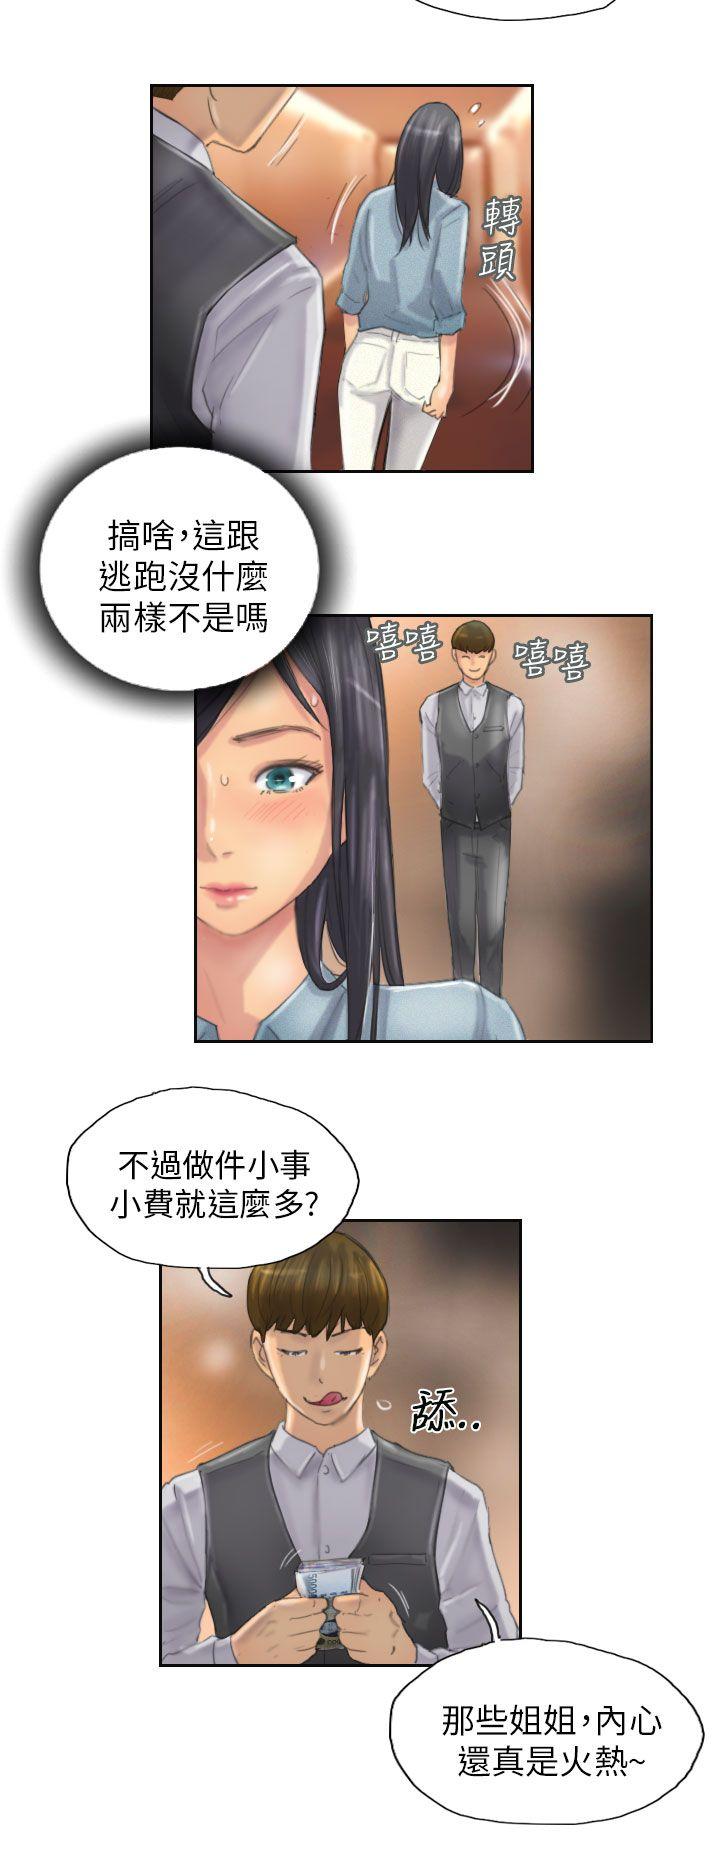 轉頭
搞啥，這跟
逃跑沒什麼
兩樣不是嗎
嘻嘻
嘻嘻
不過做件小事
小費就這麼多?
舔..
那些姐姐，內心
還真是火熱~